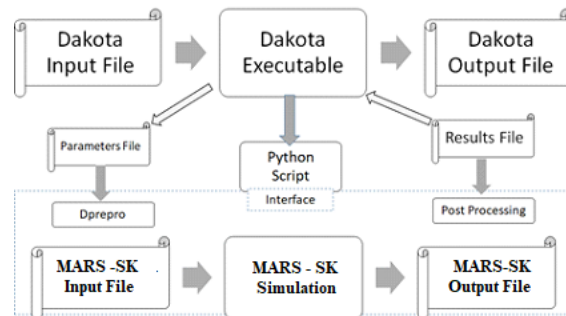 Dakota
Input File
Dakota
Executable
Dakota
Output File
Parameters File
Python
Script
Results File
Interface
Dprepro
Post Processing
MARS -SK
Input File
MARS - SK
Simulation
MARS-SK
Output File